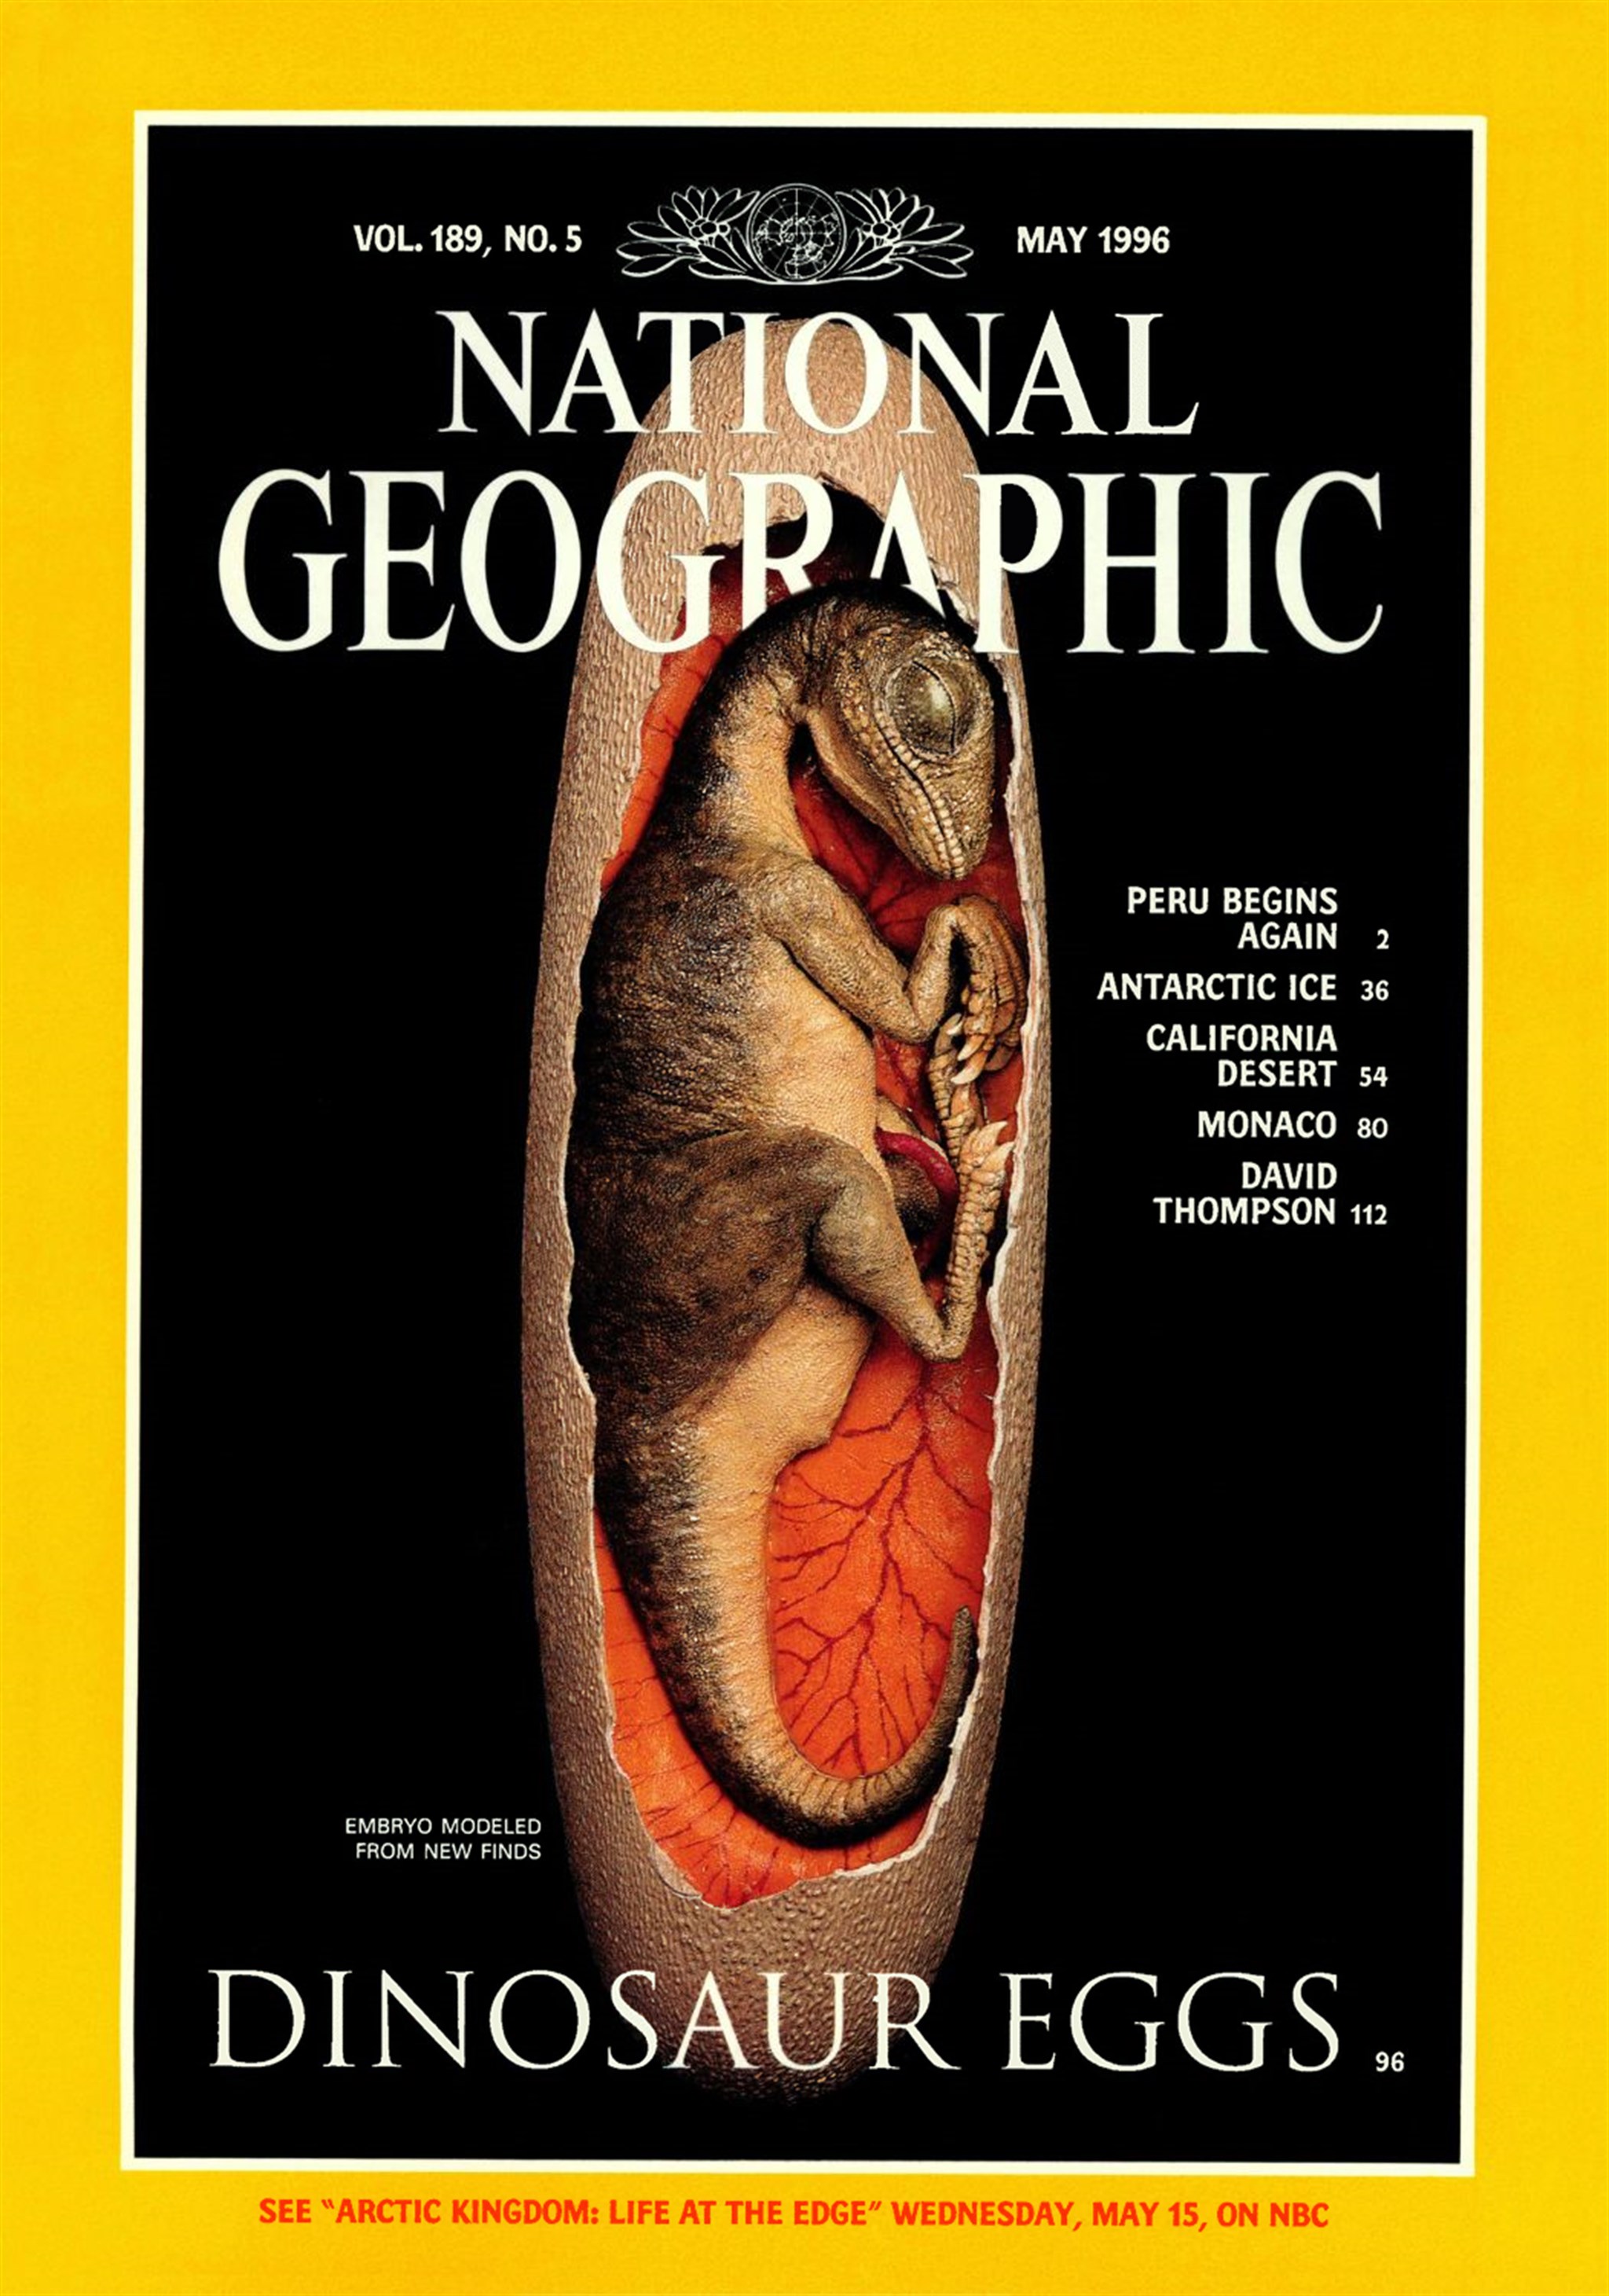 VOL. 189, NO. 5
MAY 1996
NATIONAL
GEOGRAPHIC
PERU BEGINS
AGAIN 2
ANTARCTIC ICE 36
CALIFORNIA
DESERT 54
MONACO 80
DAVID
THOMPSON 112
EMBRYO MODELED
FROM NEW FINDS
DINOSAUR EGGS 96
SEE "ARCTIC KINGDOM: LIFE AT THE EDGE" WEDNESDAY, MAY 15, ON NBC